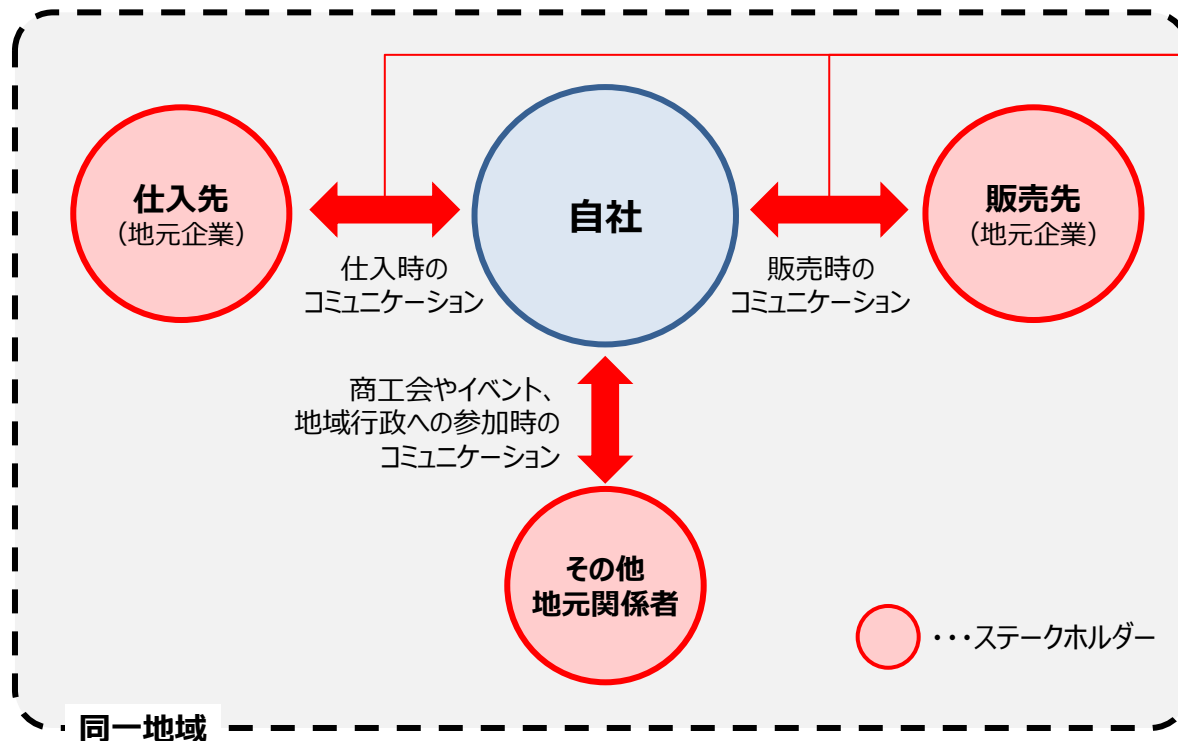 仕入先
（地元企業）
自社
販売先
（地元企業）
仕入時の
コミュニケーション
販売時の
コミュニケーション
商工会やイベント、
地域行政への参加時の
コミュニケーション
その他
地元関係者
・・・ステークホルダー
同一地域